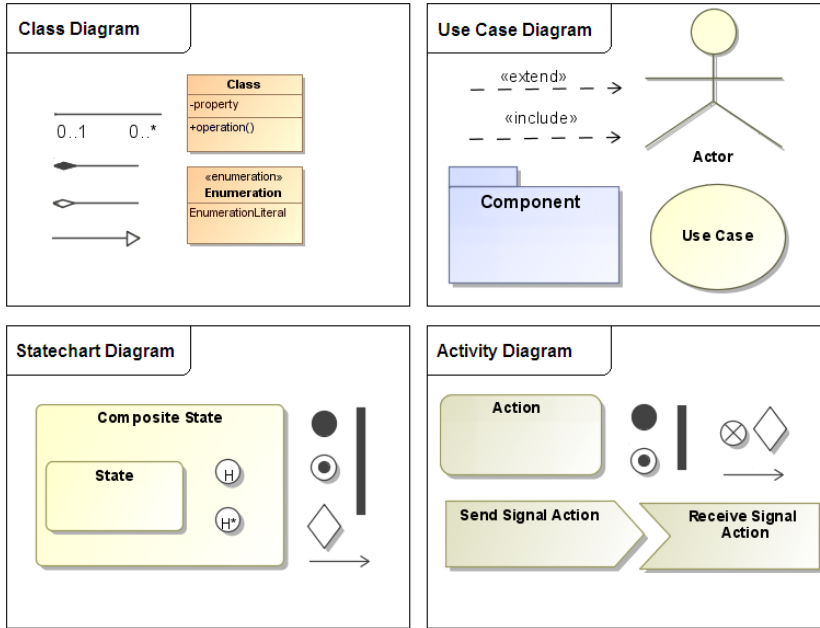 Class Diagram
0..1 0..*
Class
-property
+operation()
«enumeration»
Enumeration
EnumerationLiteral
Use Case Diagram
«extend»
«include»
Actor
Component
Use Case
Statechart Diagram
Composite State
State
H
H*
Activity Diagram
Action
Send Signal Action
Receive Signal
Action